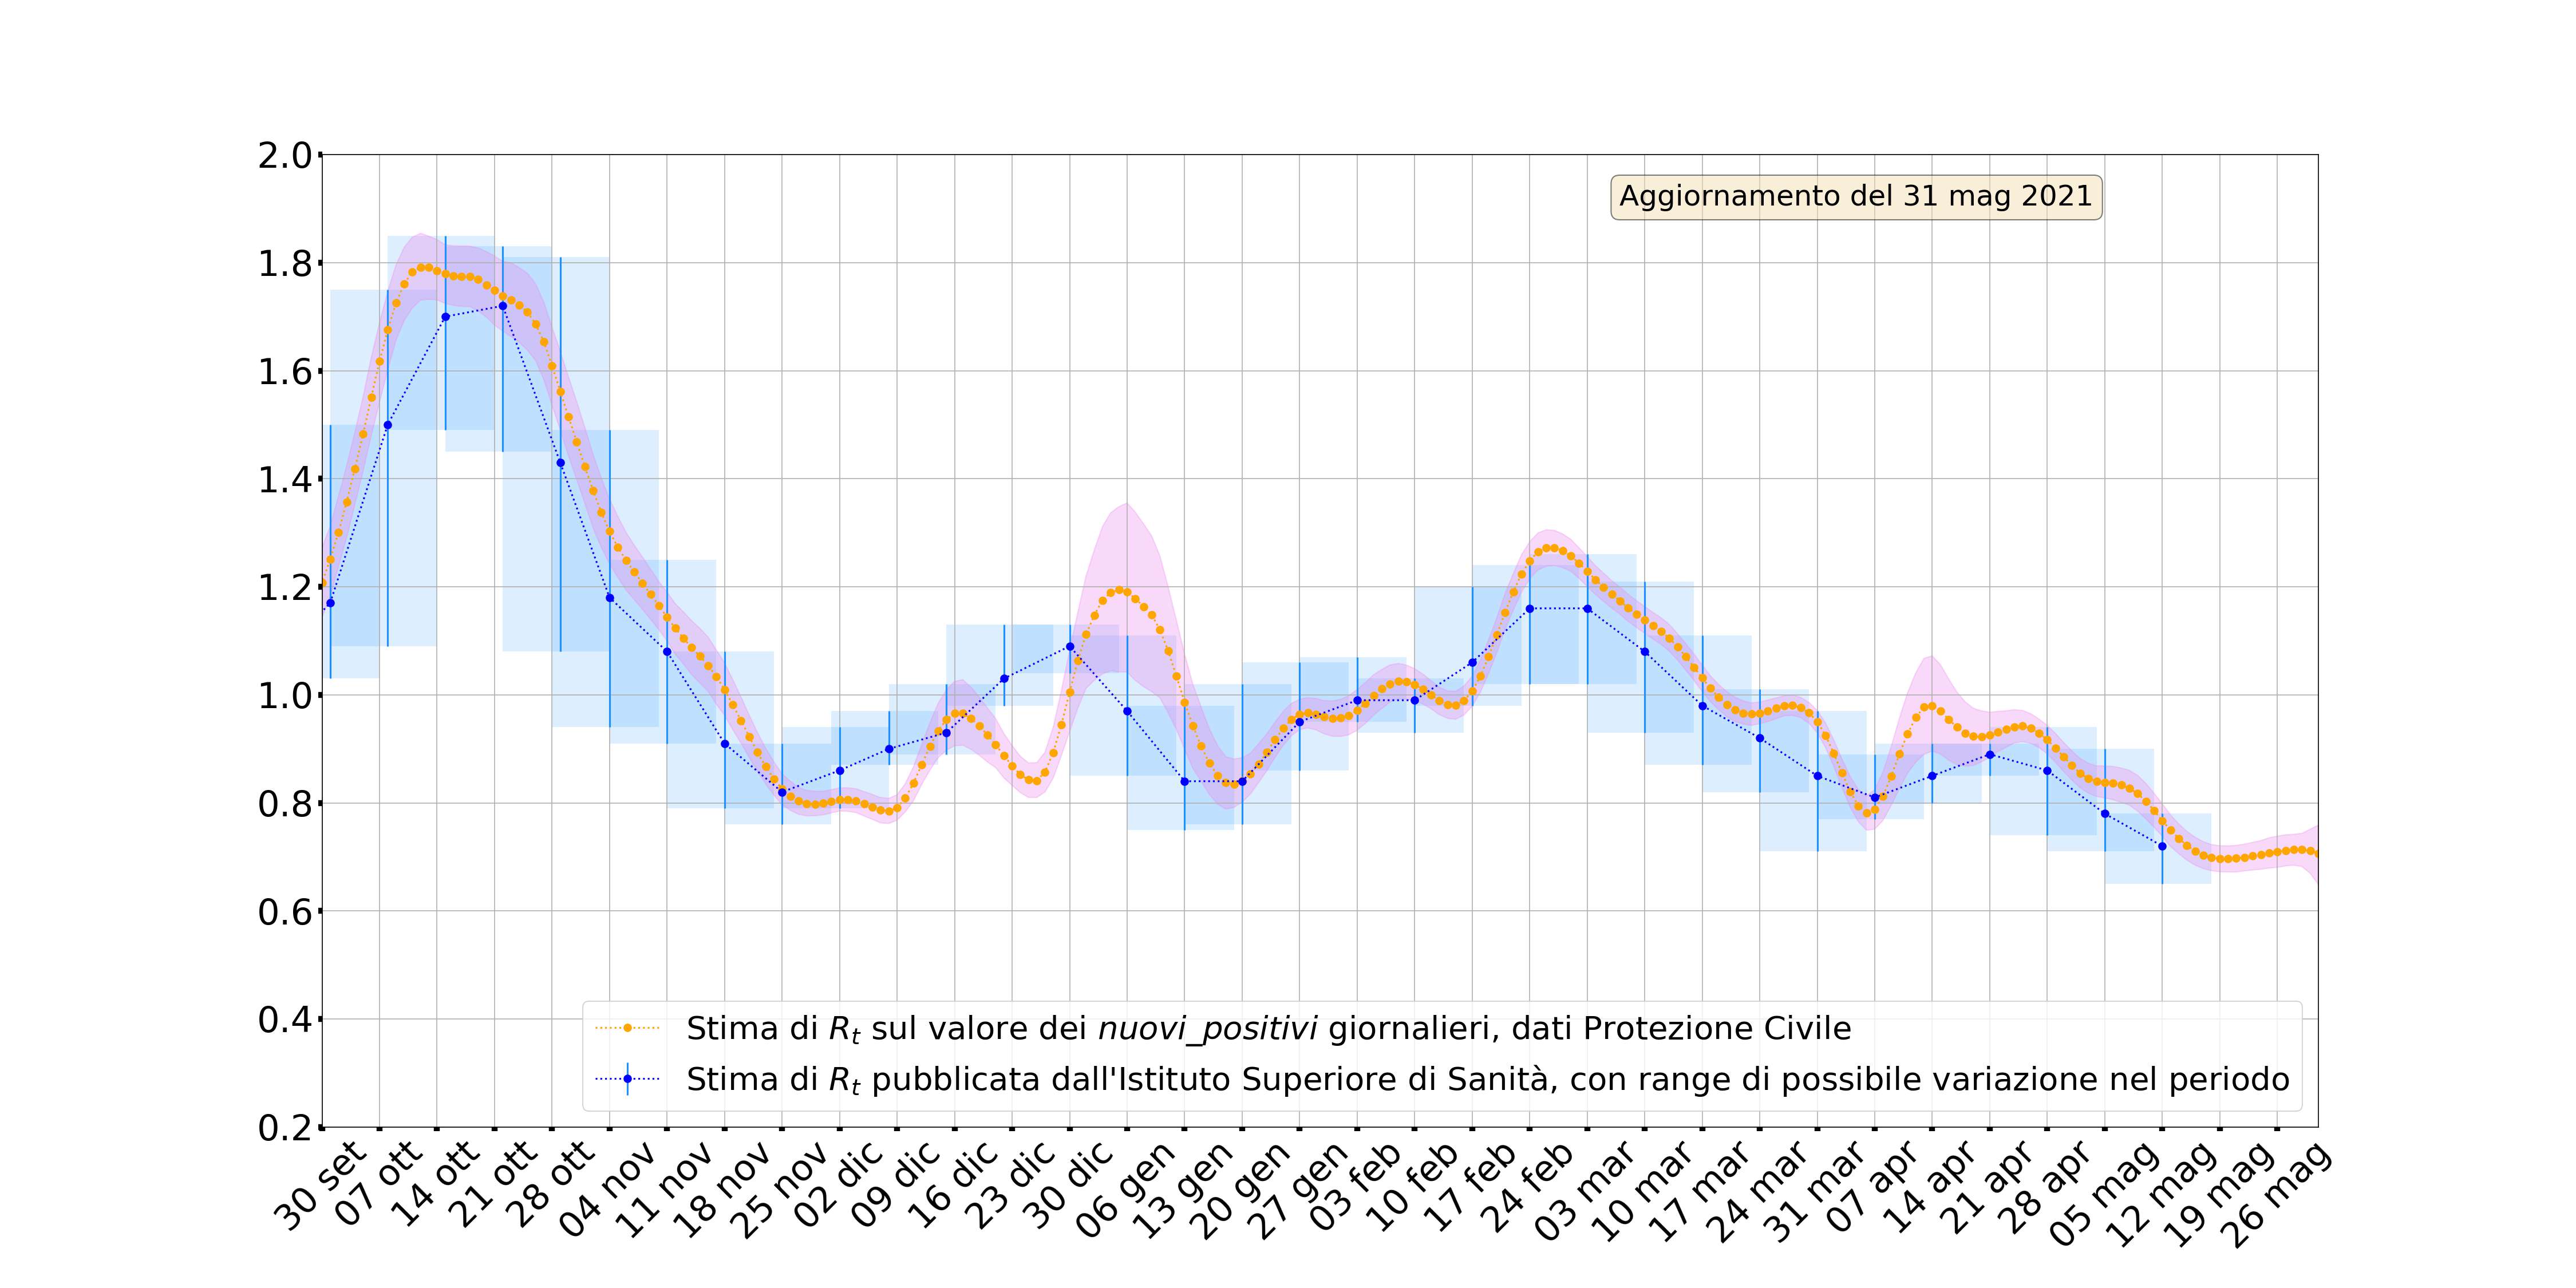 Aggiornamento del 31 mag 2021
2.0
1.8
1.6
1.4
1.2
1.0
0.8
0.6
0.4
0.2
Stima di Rt sul valore dei nuovi_positivi giornalieri, dati Protezione Civile
Stima di Rt pubblicata dall'Istituto Superiore di Sanità, con range di possibile variazione nel periodo
30 set
07 ott
14 ott
21 ott
28 ott
04 nov
11 nov
18 nov
25 nov
02 dic
09 dic
16 dic
23 dic
30 dic
06 gen
13 gen
20 gen
27 gen
03 feb
10 feb
17 feb
24 feb
03 mar
10 mar
17 mar
24 mar
31 mar
07 apr
14 apr
21 apr
28 apr
05 mag
12 mag
19 mag
26 mag